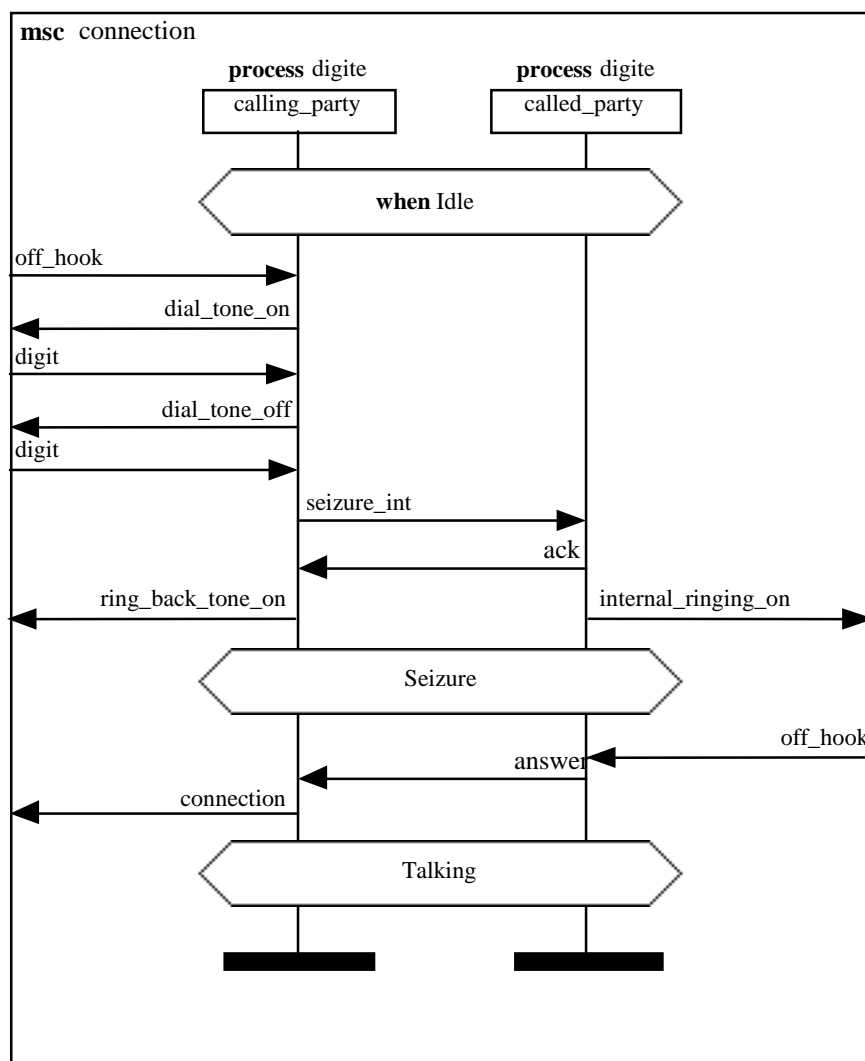 msc connection
process digite process digite
calling_party called_party
when Idle
off_hook
dial_tone_on
digit
dial_tone_off
digit
seizure_int
ack
ring_back_tone_on internal_ringing_on
Seizure
off_hook
answer
connection
Talking